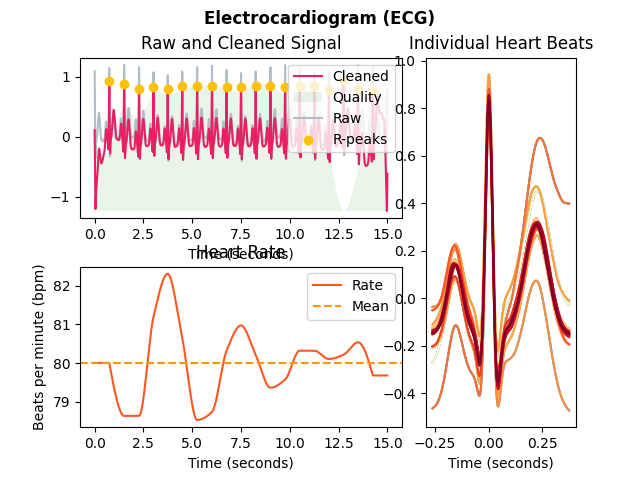 Electrocardiogram (ECG)
Raw and Cleaned Signal
1
0
−1
0.0 2.5 5.0 7.5 10.0 12.5 15.0
Time (seconds)
Cleaned
Quality
Raw
R-peaks
Heart Rate
82
81
80
79
Beats per minute (bpm)
0.0 2.5 5.0 7.5 10.0 12.5 15.0
Time (seconds)
Rate
Mean
Individual Heart Beats
1.0
0.8
0.6
0.4
0.2
0.0
−0.2
−0.4
−0.25 0.00 0.25
Time (seconds)